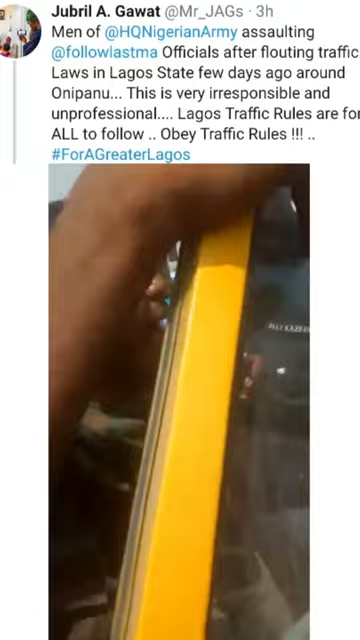 Jubril A. Gawat @Mr_JAGs · 3h
Men of @HQNigerianArmy assaulting
@followlastma Officials after flouting traffic
Laws in Lagos State few days ago around
Onipanu... This is very irresponsible and
unprofessional.... Lagos Traffic Rules are for
ALL to follow .. Obey Traffic Rules !!! ..
#ForAGreaterLagos